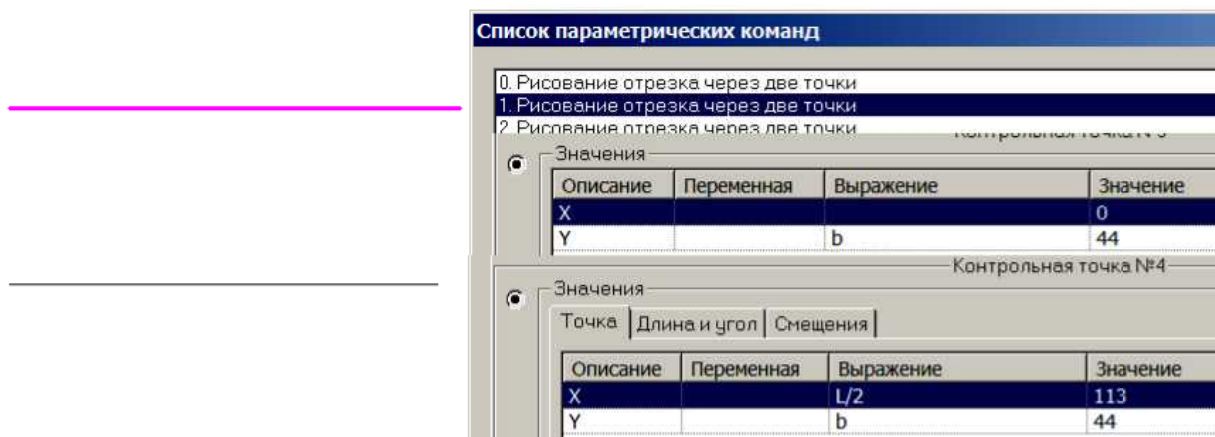 Список параметрических команд
0. Рисование отрезка через две точки
1. Рисование отрезка через две точки
2. Рисование отрезка через две точки
Значения
Описание Переменная Выражение Значение
X 0
Y b 44
Контрольная точка №4
Значения
Точка Длина и угол Смещения
Описание Переменная Выражение Значение
X L/2 113
Y b 44